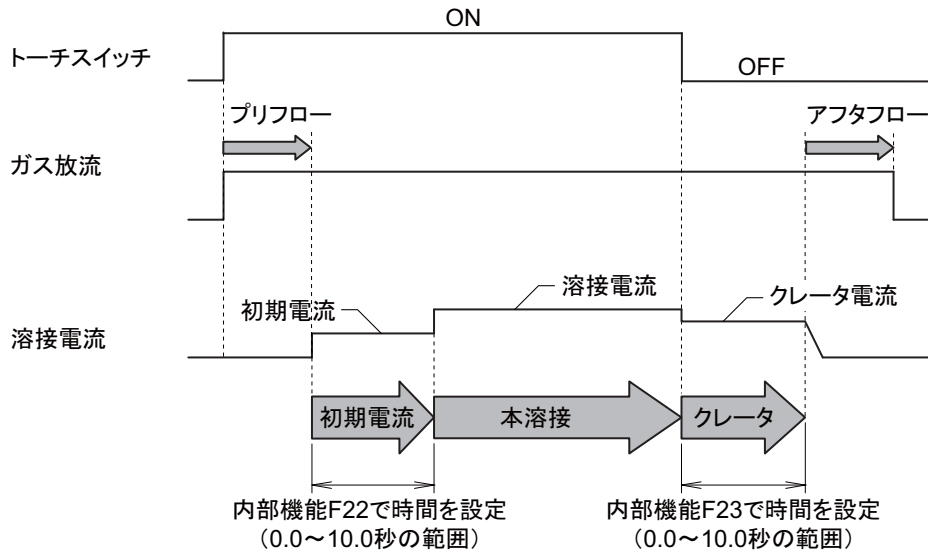 ON
トーチスイッチ
OFF
プリフロー
アフタフロー
ガス放流
溶接電流
クレータ電流
初期電流
溶接電流
初期電流
本溶接
クレータ
内部機能F22で時間を設定
（0.0～10.0秒の範囲）
内部機能F23で時間を設定
（0.0～10.0秒の範囲）